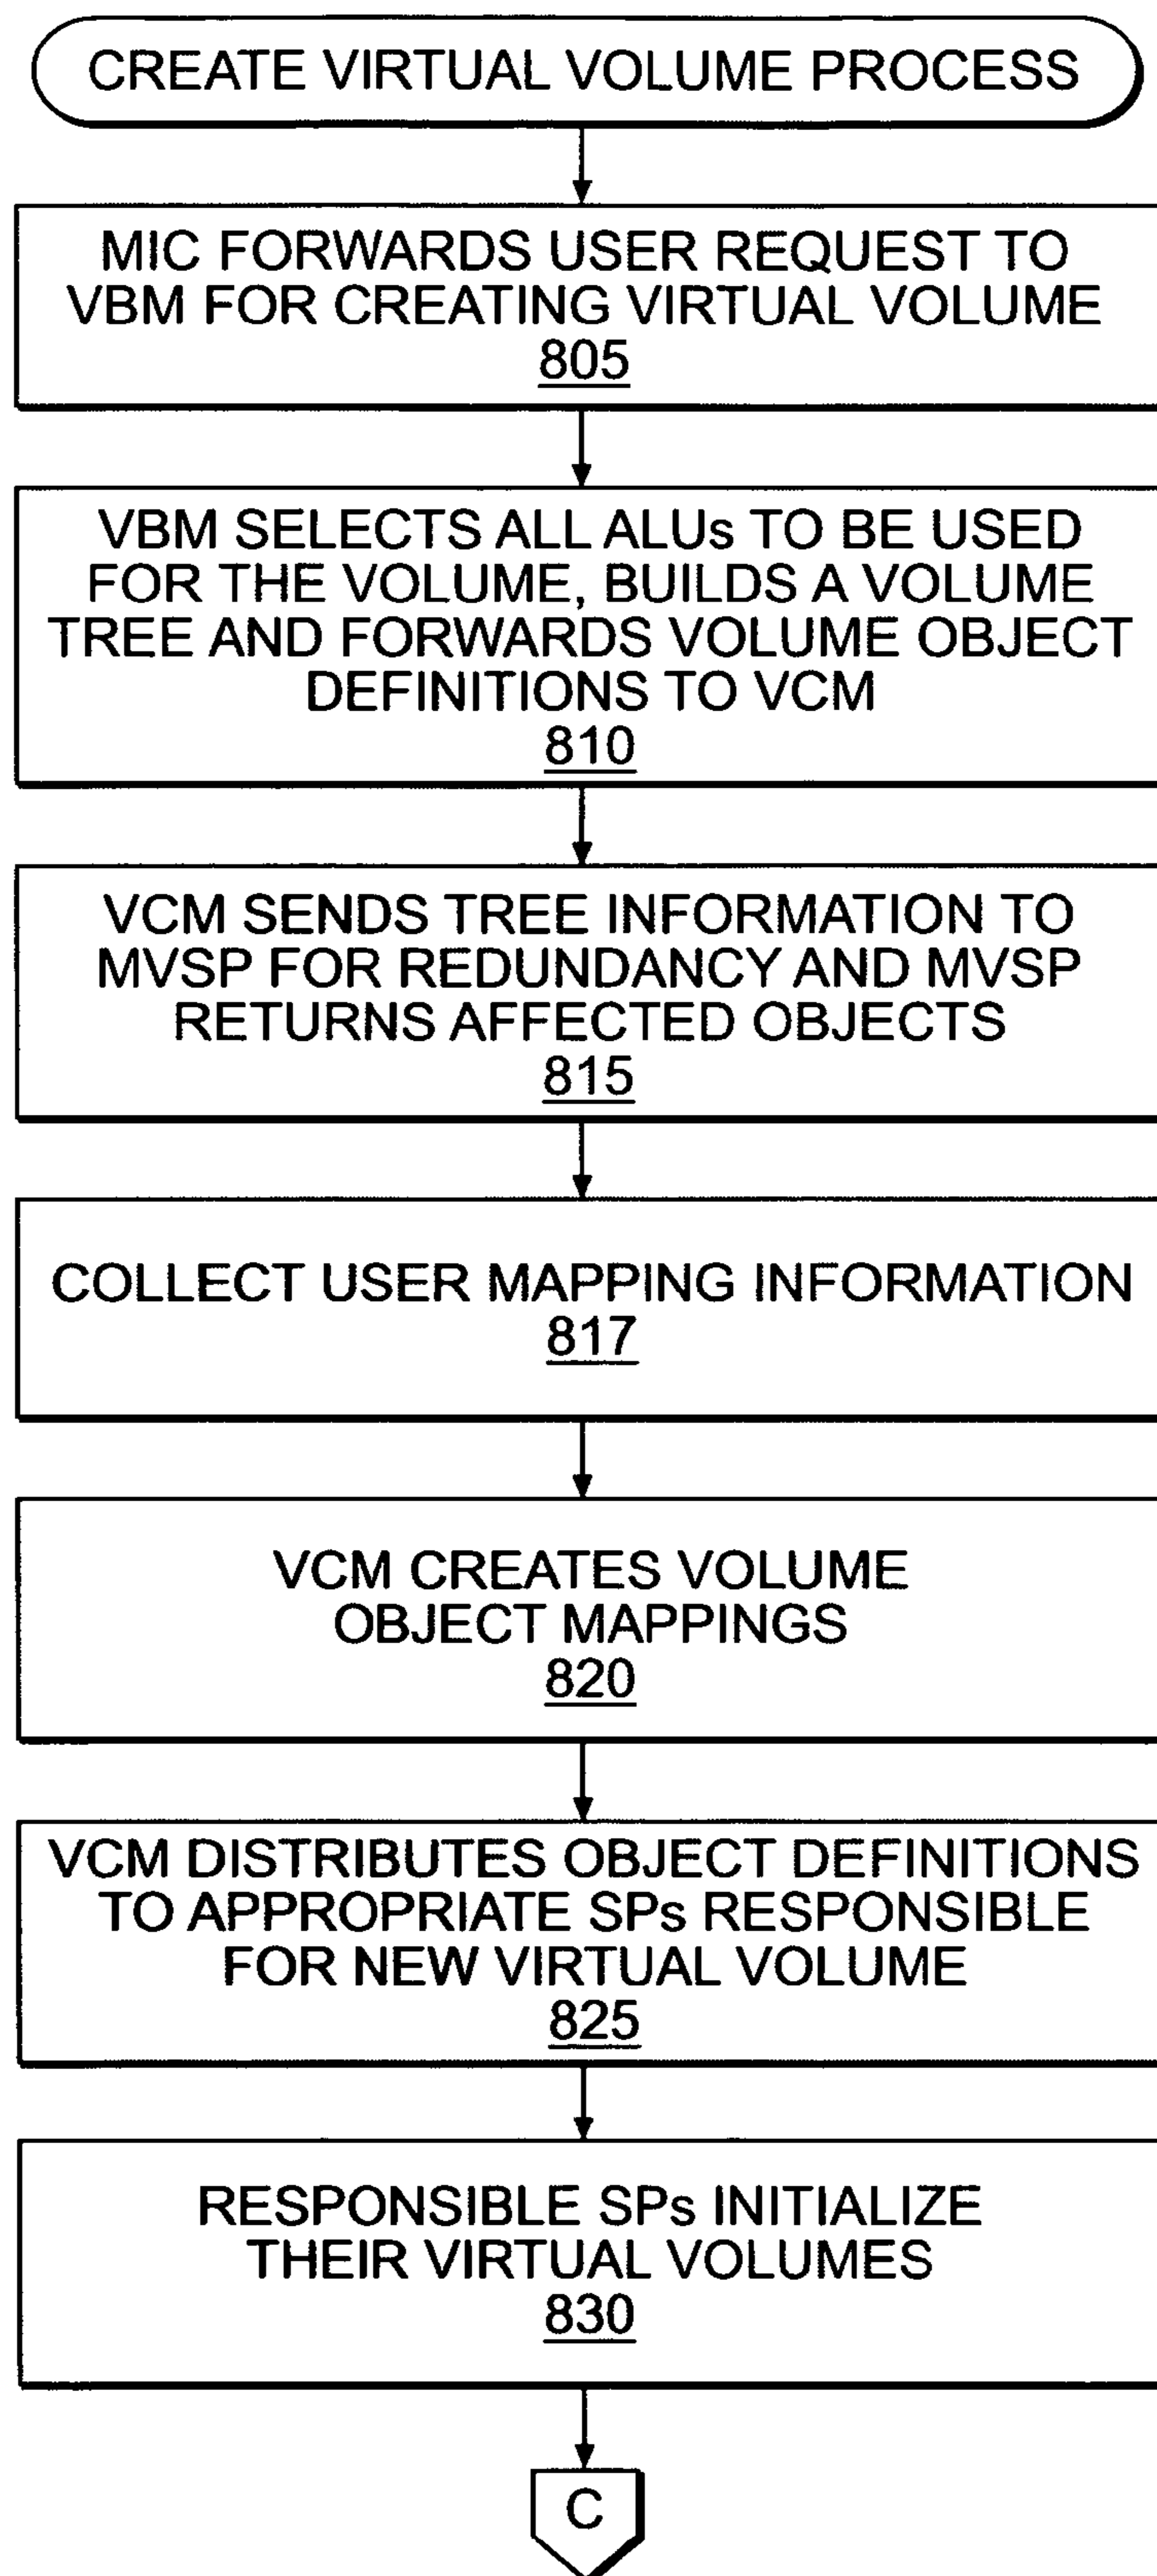 CREATE VIRTUAL VOLUME PROCESS
MIC FORWARDS USER REQUEST TO
VBM FOR CREATING VIRTUAL VOLUME
805
VBM SELECTS ALL ALUs TO BE USED
FOR THE VOLUME, BUILDS A VOLUME
TREE AND FORWARDS VOLUME OBJECT
DEFINITIONS TO VCM
810
VCM SENDS TREE INFORMATION TO
MVSP FOR REDUNDANCY AND MVSP
RETURNS AFFECTED OBJECTS
815
COLLECT USER MAPPING INFORMATION
817
VCM CREATES VOLUME
OBJECT MAPPINGS
820
VCM DISTRIBUTES OBJECT DEFINITIONS
TO APPROPRIATE SPs RESPONSIBLE
FOR NEW VIRTUAL VOLUME
825
RESPONSIBLE SPs INITIALIZE
THEIR VIRTUAL VOLUMES
830
C